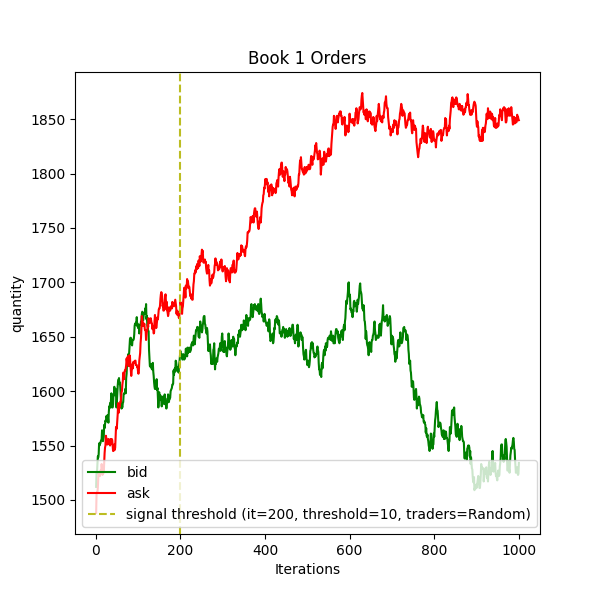 Book 1 Orders
quantity
1850
1800
1750
1700
1650
1600
1550
1500
bid
ask
signal threshold (it=200, threshold=10, traders=Random)
0 200 400 600 800 1000
Iterations